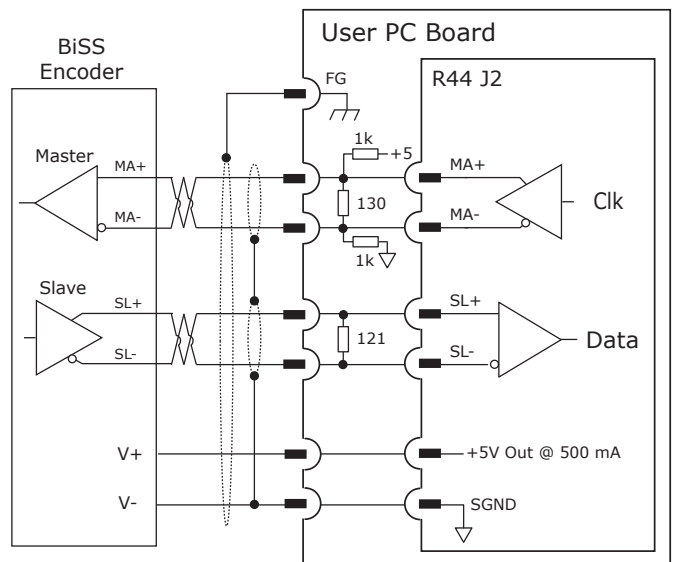 User PC Board
BiSS
Encoder
FG
R44 J2
1k
+5
Master
MA+
MA+
MA-
130
MA-
Clk
1k
Slave
SL+
SL+
SL-
121
SL-
Data
V+
+5V Out @ 500 mA
V-
SGND